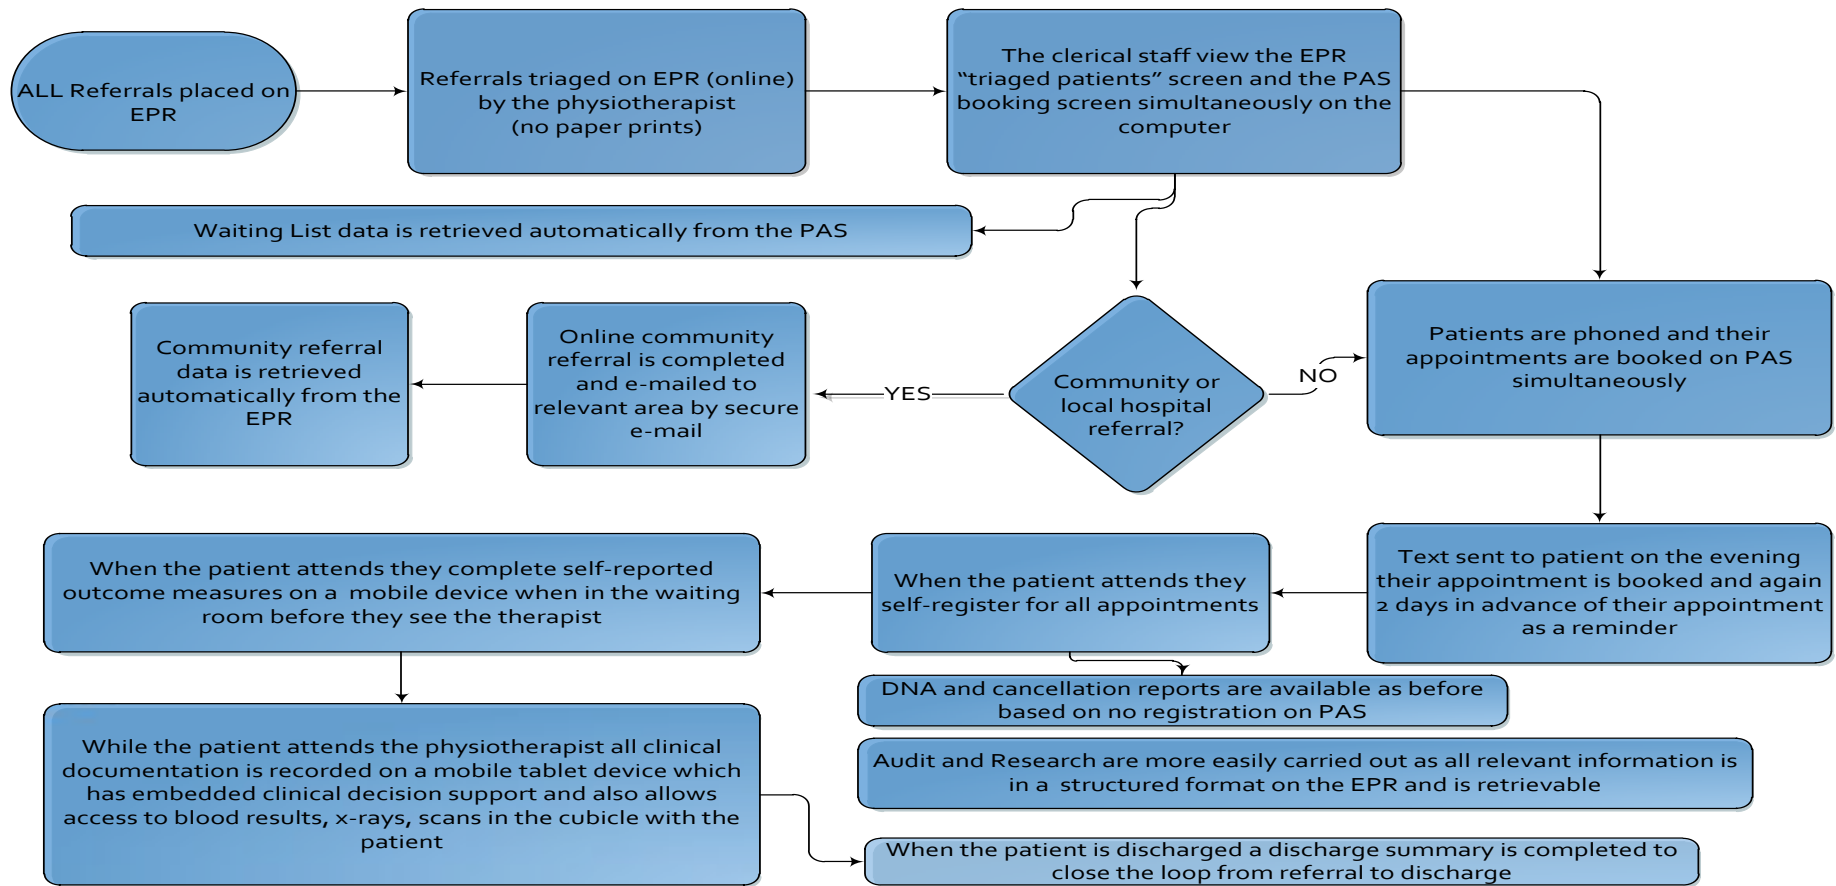 ALL Referrals placed on
EPR
Referrals triaged on EPR (online)
by the physiotherapist
(no paper prints)
The clerical staff view the EPR
“triaged patients” screen and the PAS
booking screen simultaneously on the
computer
Waiting List data is retrieved automatically from the PAS
Community referral
data is retrieved
automatically from the
EPR
Online community
referral is completed
and e-mailed to
relevant area by secure
e-mail
YES
Community or
local hospital
referral?
NO
Patients are phoned and their
appointments are booked on PAS
simultaneously
When the patient attends they complete self-reported
outcome measures on a mobile device when in the waiting
room before they see the therapist
When the patient attends they
self-register for all appointments
Text sent to patient on the evening
their appointment is booked and again
2 days in advance of their appointment
as a reminder
DNA and cancellation reports are available as before
based on no registration on PAS
While the patient attends the physiotherapist all clinical
documentation is recorded on a mobile tablet device which
has embedded clinical decision support and also allows
access to blood results, x-rays, scans in the cubicle with the
patient
Audit and Research are more easily carried out as all relevant information is
in a structured format on the EPR and is retrievable
When the patient is discharged a discharge summary is completed to
close the loop from referral to discharge